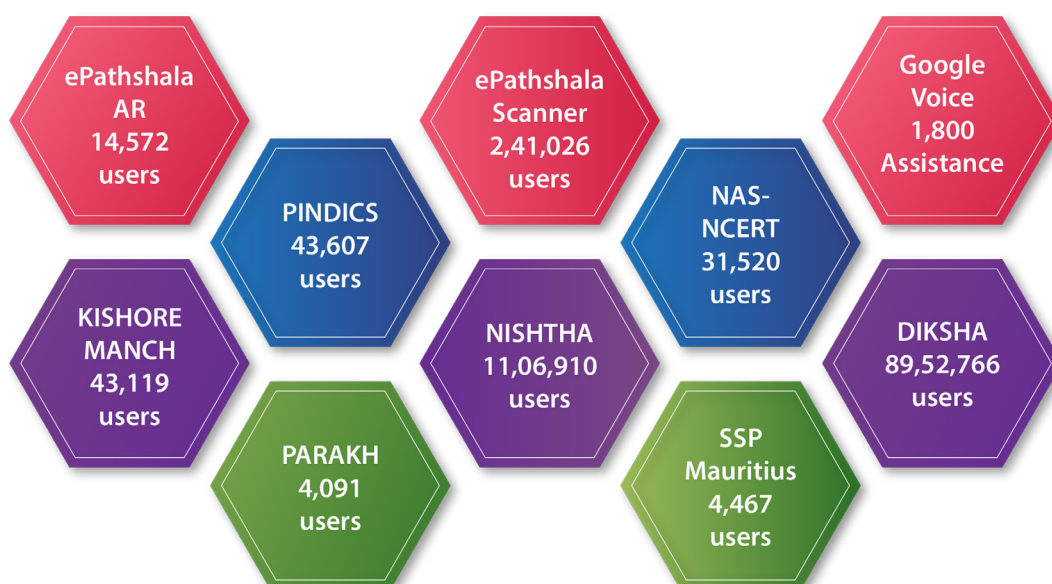 ePathshala
AR
14,572
users
ePathshala
Scanner
2,41,026
users
Google
Voice
1,800
Assistance
PINDICS
43,607
users
NAS-
NCERT
31,520
users
KISHORE
MANCH
43,119
users
NISHTHA
11,06,910
users
DIKSHA
89,52,766
users
PARAKH
4,091
users
SSP
Mauritius
4,467
users